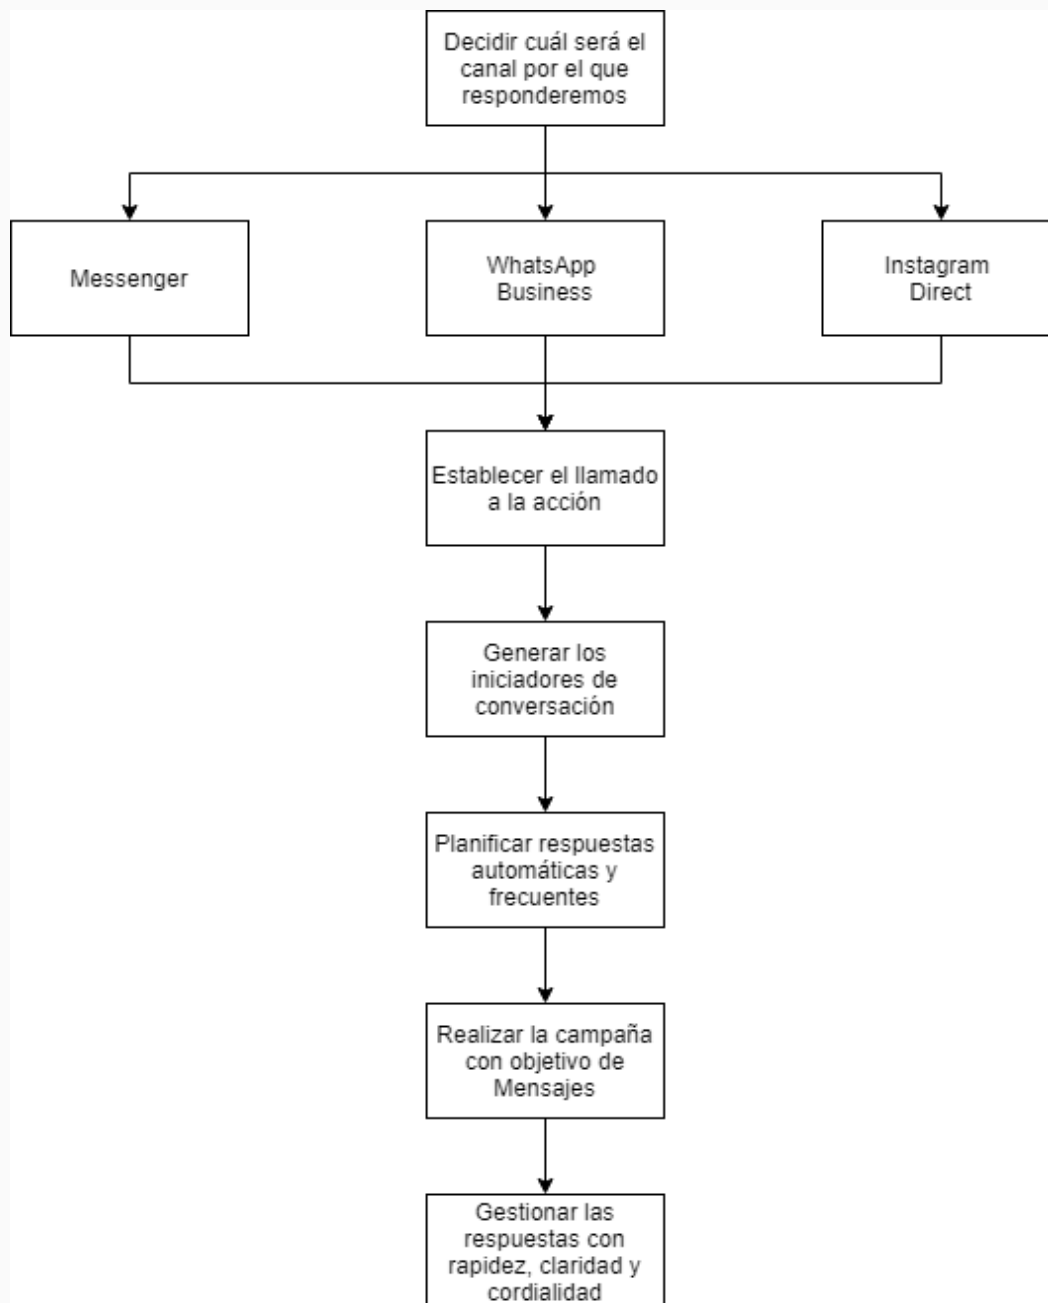 Decidir cuál será el
canal por el que
responderemos
Messenger
WhatsApp
Business
Instagram
Direct
Establecer el llamado
a la acción
Generar los
iniciadores de
conversación
Planificar respuestas
automáticas y
frecuentes
Realizar la campaña
con objetivo de
Mensajes
Gestionar las
respuestas con
rapidez, claridad y
cordialidad